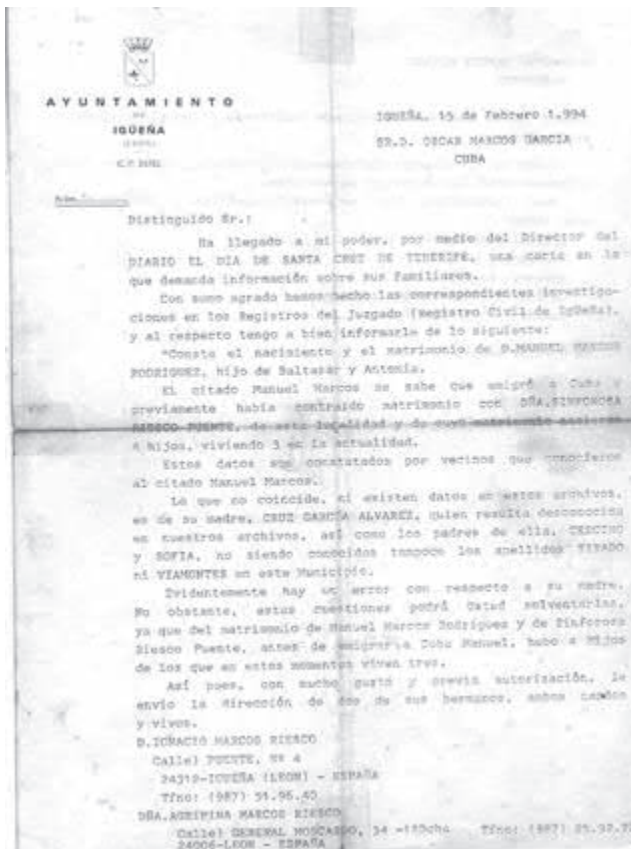 AYUNTAMIENTO
DE
IGÜEÑA
IGÜEÑA, 15 de Febrero 1.994
SR.D. OSCAR MARCOS GARCIA
CUBA
Distinguido Sr.:
Ha llegado a mi poder, por medio del Director del
DIARIO EL DIA DE SANTA CRUZ DE TENERIFE, una carta en la
que demanda información sobre sus familiares.
Con sumo agrado hemos hecho las correspondientes investiga-
ciones en los Registros del Juzgado (Registro Civil de Igüeña),
y al respecto tengo a bien informarle de lo siguiente:
"Consta el nacimiento y el matrimonio de D.MANUEL MARCOS
RODRIGUEZ, hijo de Baltasar y Antonia.
El citado Manuel Marcos se sabe que emigró a Cuba y
previamente había contraido matrimonio con DÑA.SINFOROSA
RIESCO PUENTE, de esta localidad y de cuyo matrimonio
4 hijos, viviendo 3 en la actualidad.
Estos datos son constatados por vecinos que conocieron
al citado Manuel Marcos.
Lo que no coincide, ni existen datos en estos archivos,
es de su madre, CRUZ GARCÍA ALVAREZ, quien resulta desconocida
en nuestros archivos, así como los padres de ella,
y SOFIA, no siendo conocidos tampoco los apellidos
ni VIAMONTES en este Municipio.
Evidentemente hay un error con respecto a su madre.
No obstante, estas cuestiones podrá Usted solventarlas,
ya que del matrimonio de Manuel Marcos Rodríguez y de Sinforosa
Riesco Puente, antes de emigrar a Cuba Manuel, hubo 4 hijos
de los que en estos momentos viven tres.
Así pues, con mucho gusto y previa autorización, le
envio la dirección de dos de sus hermanos, ambos casados
y vivos.
D.IGNACIO MARCOS RIESCO
Calle) PUENTE, Nº 4
IGÜEÑA (LEON) - ESPAÑA
Tfno: (987) 51.96.40
DÑA.AGRIPINA MARCOS RIESCO
Calle) GENERAL MOSCARDO, 34 Tfno: (987)
24006-LEON - ESPAÑA